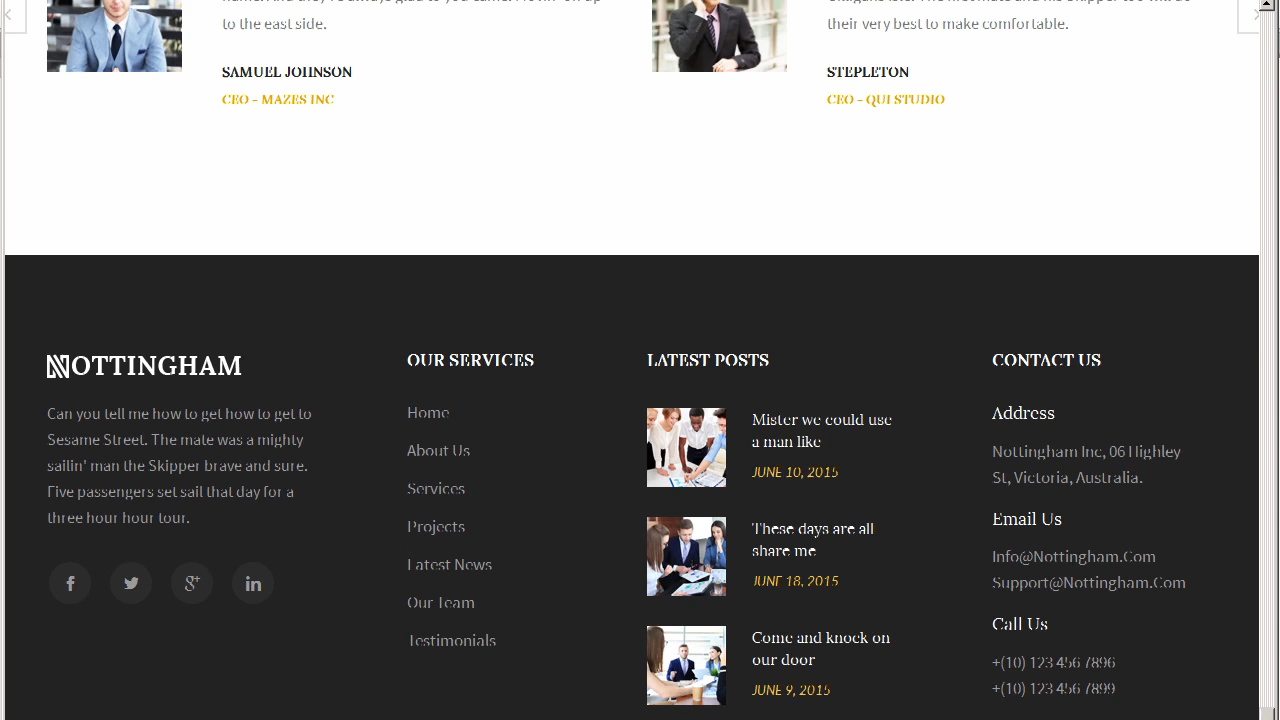 to the east side.
SAMUEL JOHNSON
CEO - MAZES INC
their very best to make comfortable.
STEPLETON
CEO - QUI STUDIO
NOTTINGHAM
Can you tell me how to get how to get to
Sesame Street. The mate was a mighty
sailin' man the Skipper brave and sure.
Five passengers set sail that day for a
three hour hour tour.
OUR SERVICES
Home
About Us
Services
Projects
Latest News
Our Team
Testimonials
LATEST POSTS
Mister we could use
a man like
JUNE 10, 2015
These days are all
share me
JUNE 18, 2015
Come and knock on
our door
JUNE 9, 2015
CONTACT US
Address
Nottingham Inc, 06 Highley
St, Victoria, Australia.
Email Us
Info@Nottingham.Com
Support@Nottingham.Com
Call Us
+(10) 123 456 7896
+(10) 123 456 7899